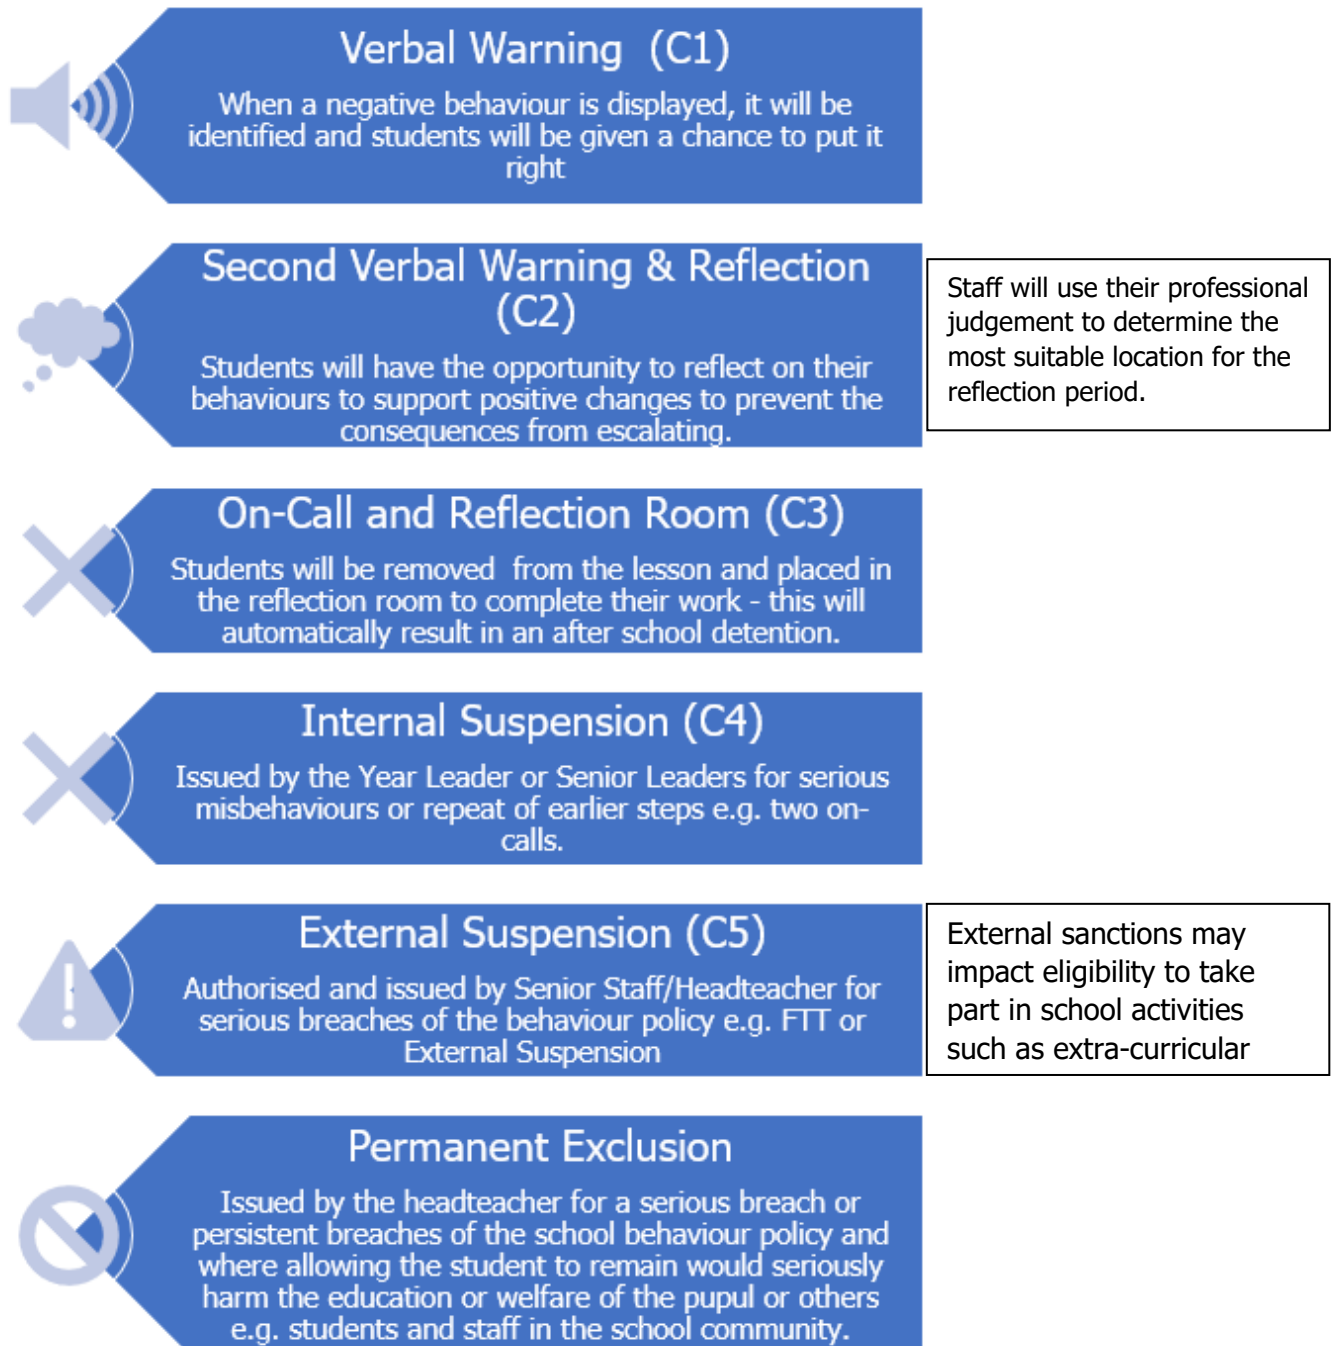 Verbal Warning (C1)
When a negative behaviour is displayed, it will be
identified and students will be given a chance to put it
right
Second Verbal Warning & Reflection
(C2)
Students will have the opportunity to reflect on their
behaviours to support positive changes to prevent the
consequences from escalating.
Staff will use their professional
judgement to determine the
most suitable location for the
reflection period.
On-Call and Reflection Room (C3)
Students will be removed from the lesson and placed in
the reflection room to complete their work - this will
automatically result in an after school detention.
Internal Suspension (C4)
Issued by the Year Leader or Senior Leaders for serious
misbehaviours or repeat of earlier steps e.g. two on-
calls.
External Suspension (C5)
Authorised and issued by Senior Staff/Headteacher for
serious breaches of the behaviour policy e.g. FTT or
External Suspension
External sanctions may
impact eligibility to take
part in school activities
such as extra-curricular
Permanent Exclusion
Issued by the headteacher for a serious breach or
persistent breaches of the school behaviour policy and
where allowing the student to remain would seriously
harm the education or welfare of the pupul or others
e.g. students and staff in the school community.